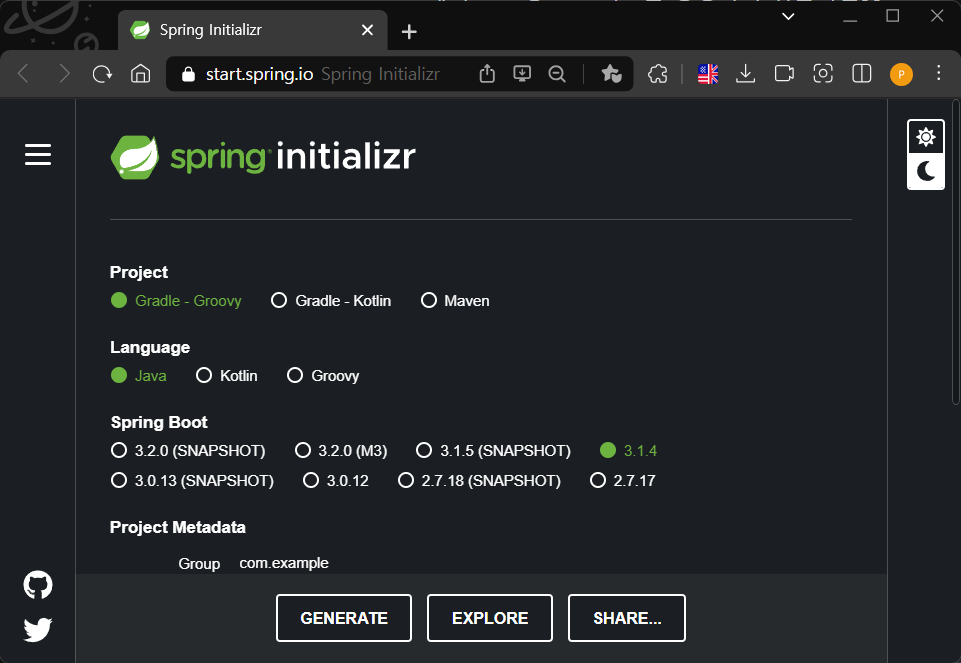 Spring Initializr
start.spring.io Spring Initializr
P
spring initializr
Project
Gradle - Groovy Gradle - Kotlin Maven
Language
Java Kotlin Groovy
Spring Boot
3.2.0 (SNAPSHOT) 3.2.0 (M3) 3.1.5 (SNAPSHOT) 3.1.4
3.0.13 (SNAPSHOT) 3.0.12 2.7.18 (SNAPSHOT) 2.7.17
Project Metadata
Group com.example
GENERATE EXPLORE SHARE...